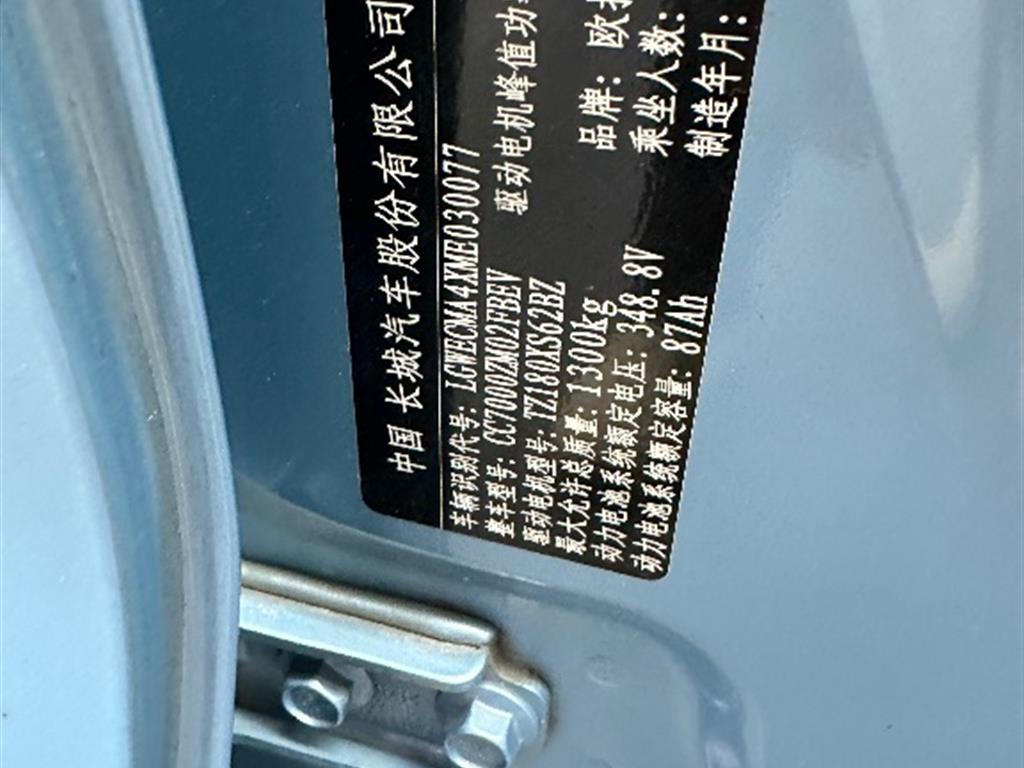 中国 长城汽车股份有限公司
车辆识别代号: LGWECMA4XME030077
整车型号: CC7000ZM02FBEV
驱动电机型号: TZ180XS62BZ 驱动电机峰值功
最大允许总质量: 1300kg
动力电池系统额定电压: 348.8V
动力电池系统额定容量: 87Ah
品牌: 欧拉
乘坐人数:
制造年月: